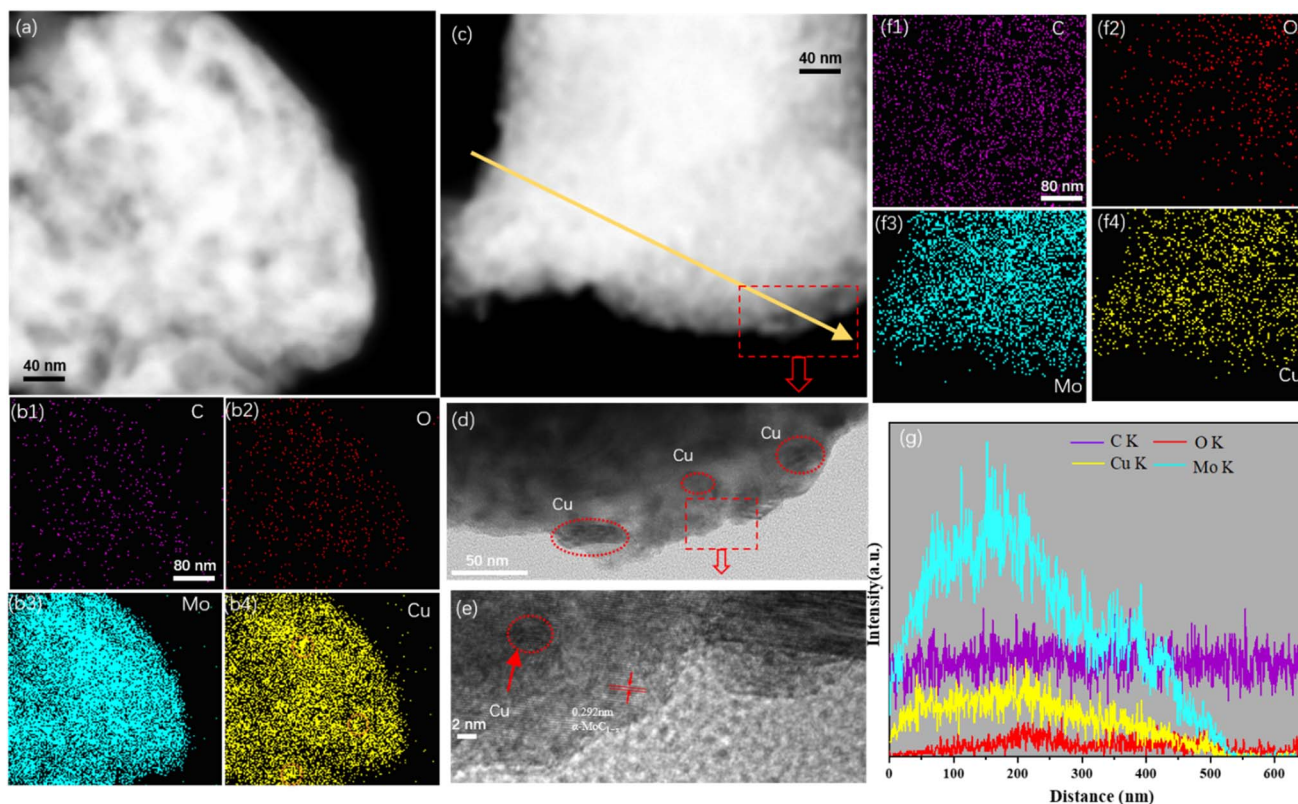 (a)
40 nm
(c)
40 nm
(f1)
C
80 nm
(f2)
O
(f3)
Mo
(f4)
Cu
(b1)
C
80 nm
(b2)
O
(b3)
Mo
(b4)
Cu
(d)
Cu
Cu
Cu
50 nm
(e)
Cu
2 nm
0.292nm
(g)
C K
O K
Cu K
Mo K
Intensity(a.u.)
0
100
200
300
400
500
600
Distance (nm)